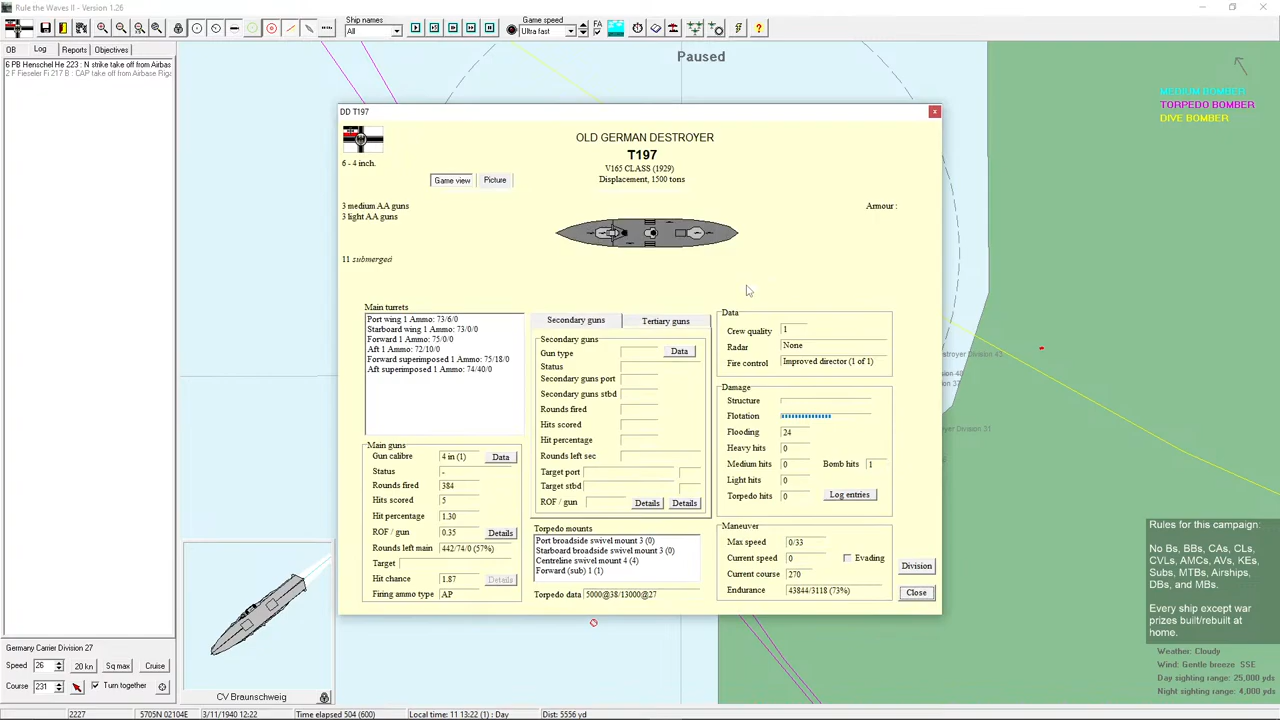 Rule the Waves II - Version 1.26
Ship names
All
Game speed
Ultra fast
FA
OB
Log
Reports
Objectives
6 PB Henschel He 223 : N strike take off from Airbas
2 F Fieseler Fi 217 B : CAP take off from Airbase Riga
Paused
MEDIUM BOMBER
TORPEDO BOMBER
DIVE BOMBER
DD T197
OLD GERMAN DESTROYER
T197
V165 CLASS (1929)
Displacement, 1500 tons
6 - 4 inch.
Game view
Picture
3 medium AA guns
3 light AA guns
Armour :
11 submerged
Main turrets
Port wing 1 Ammo: 73/6/0
Starboard wing 1 Ammo: 73/0/0
Forward 1 Ammo: 75/0/0
Aft 1 Ammo: 72/10/0
Forward superimposed 1 Ammo: 75/18/0
Aft superimposed 1 Ammo: 74/40/0
Main guns
Gun calibre 4 in (1) Data
Status -
Rounds fired 384
Hits scored 5
Hit percentage 1.30
ROF / gun 0.35 Details
Rounds left main 442/74/0 (57%)
Target
Hit chance 1.87 Details
Firing ammo type AP
Secondary guns
Tertiary guns
Secondary guns
Gun type Data
Status
Secondary guns port
Secondary guns stbd
Rounds fired
Hits scored
Hit percentage
Rounds left sec
Target port
Target stbd
ROF / gun Details Details
Torpedo mounts
Port broadside swivel mount 3 (0)
Starboard broadside swivel mount 3 (0)
Centreline swivel mount 4 (4)
Forward (sub) 1 (1)
Torpedo data 5000@38/13000@27
Data
Crew quality 1
Radar None
Fire control Improved director (1 of 1)
Damage
Structure
Flotation
Flooding 24
Heavy hits 0
Medium hits 0 Bomb hits 1
Light hits 0
Torpedo hits 0 Log entries
Maneuver
Max speed 0/33
Current speed 0 Evading
Current course 270
Endurance 43844/3118 (73%)
Division
Close
stroyer Division 45
ion 37
oyer Division 31
Rules for this campaign:
No Bs, BBs, CAs, CLs,
CVLs, AMCs, AVs, KEs,
Subs, MTBs, Airships,
DBs, and MBs.
Every ship except war
prizes built/rebuilt at
home.
Weather: Cloudy
Wind: Gentle breeze SSE
Day sighting range: 25,000 yds
Night sighting range: 4,000 yds
Germany Carrier Division 27
Speed 26 20 kn Sq max Cruise
Course 231 Turn together
CV Braunschweig
2227
5705N 02104E
3/11/1940 12:22
Time elapsed 504 (600)
Local time: 11 13:22 (1) : Day
Dist: 5556 yd